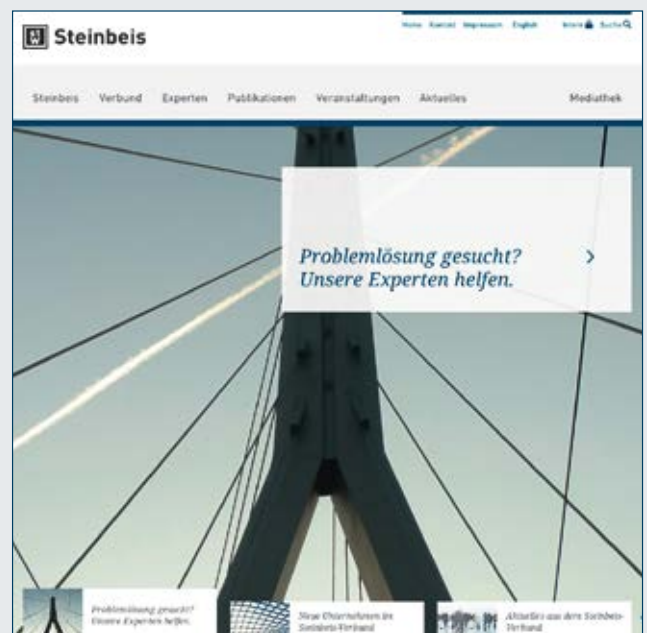 Home Kontakt Impressum English Intern Suche
Steinbeis
Steinbeis Verbund Experten Publikationen Veranstaltungen Aktuelles Mediathek
Problemlösung gesucht?
Unsere Experten helfen.
Problemlösung gesucht?
Unsere Experten helfen.
Neue Unternehmen im
Steinbeis-Verbund
Aktuelles aus dem Steinbeis-
Verbund